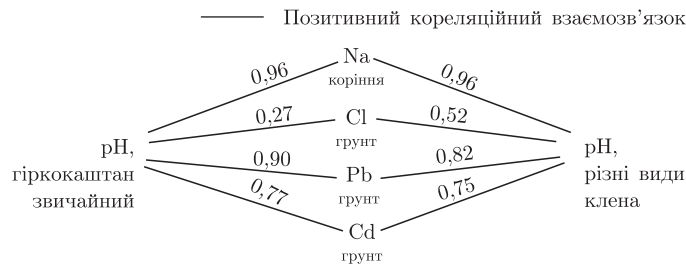 Позитивний кореляційний взаємозв'язок
Na
коріння
0,96
0,96
Cl
грунт
0,27
0,52
pH,
гіркокаштан
звичайний
pH,
різні види
клена
0,90
0,82
Pb
грунт
0,77
0,75
Cd
грунт